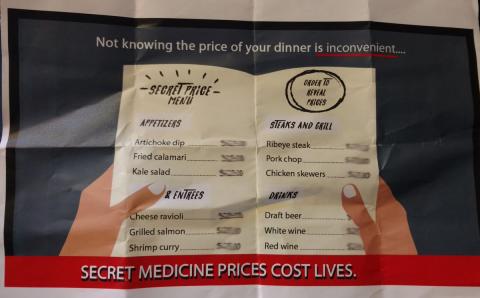 Not knowing the price of your dinner is inconvenient....
SECRET PRICE
MENU
APPETIZERS
Artichoke dip
Fried calamari
Kale salad
& ENTRÉES
Cheese ravioli
Grilled salmon
Shrimp curry
ORDER TO
REVEAL
PRICES
STEAKS AND GRILL
Ribeye steak
Pork chop
Chicken skewers
DRINKS
Draft beer
White wine
Red wine
SECRET MEDICINE PRICES COST LIVES.